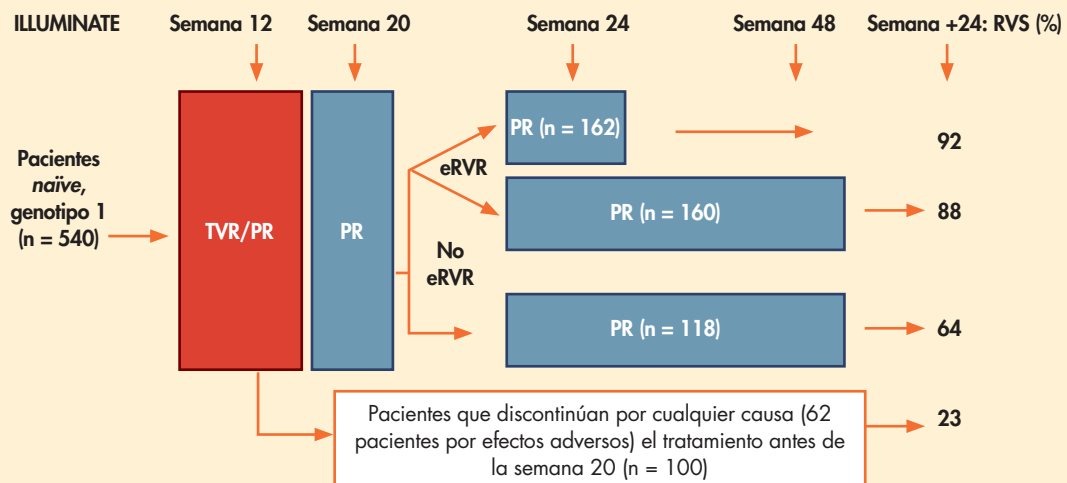 ILLUMINATE
Semana 12
Semana 20
Semana 24
Semana 48
Semana +24: RVS (%)
Pacientes
naïve,
genotipo 1
(n = 540)
TVR/PR
PR
eRVR
No
eRVR
PR (n = 162)
92
PR (n = 160)
88
PR (n = 118)
64
Pacientes que discontinúan por cualquier causa (62
pacientes por efectos adversos) el tratamiento antes de
la semana 20 (n = 100)
23